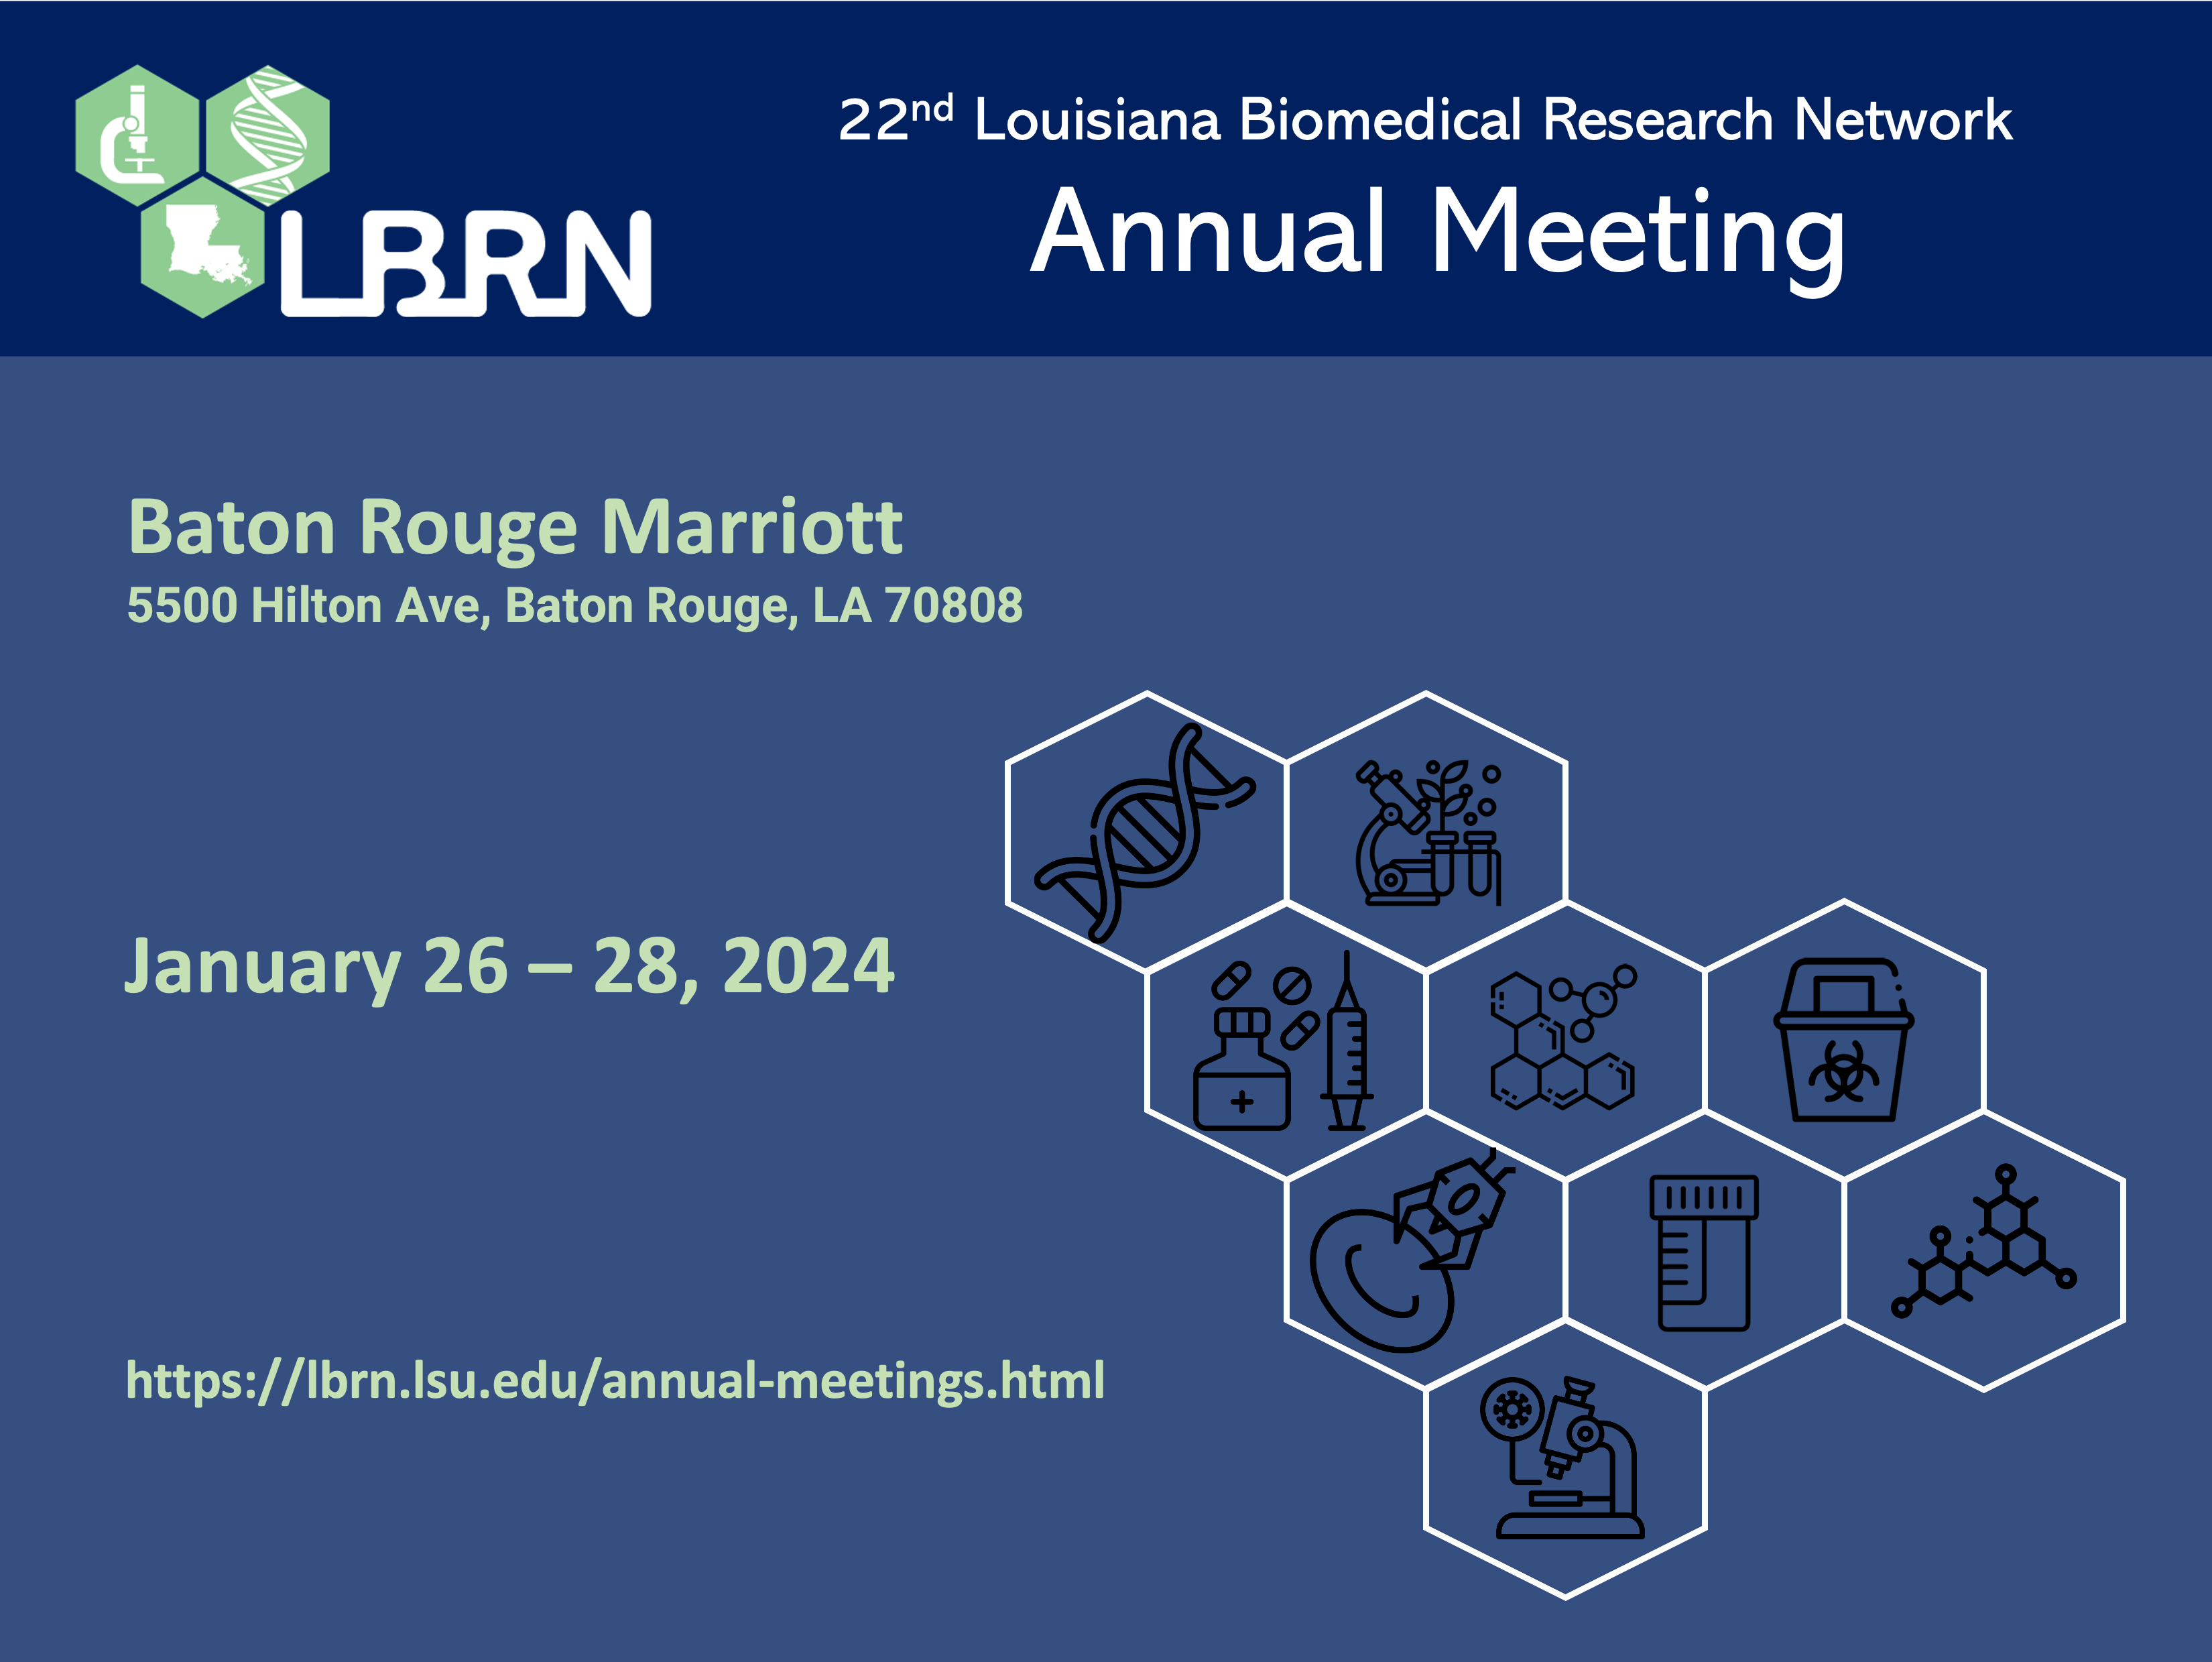 LBRN
22nd Louisiana Biomedical Research Network
Annual Meeting
Baton Rouge Marriott
5500 Hilton Ave, Baton Rouge, LA 70808
January 26 – 28, 2024
https://lbrn.lsu.edu/annual-meetings.html